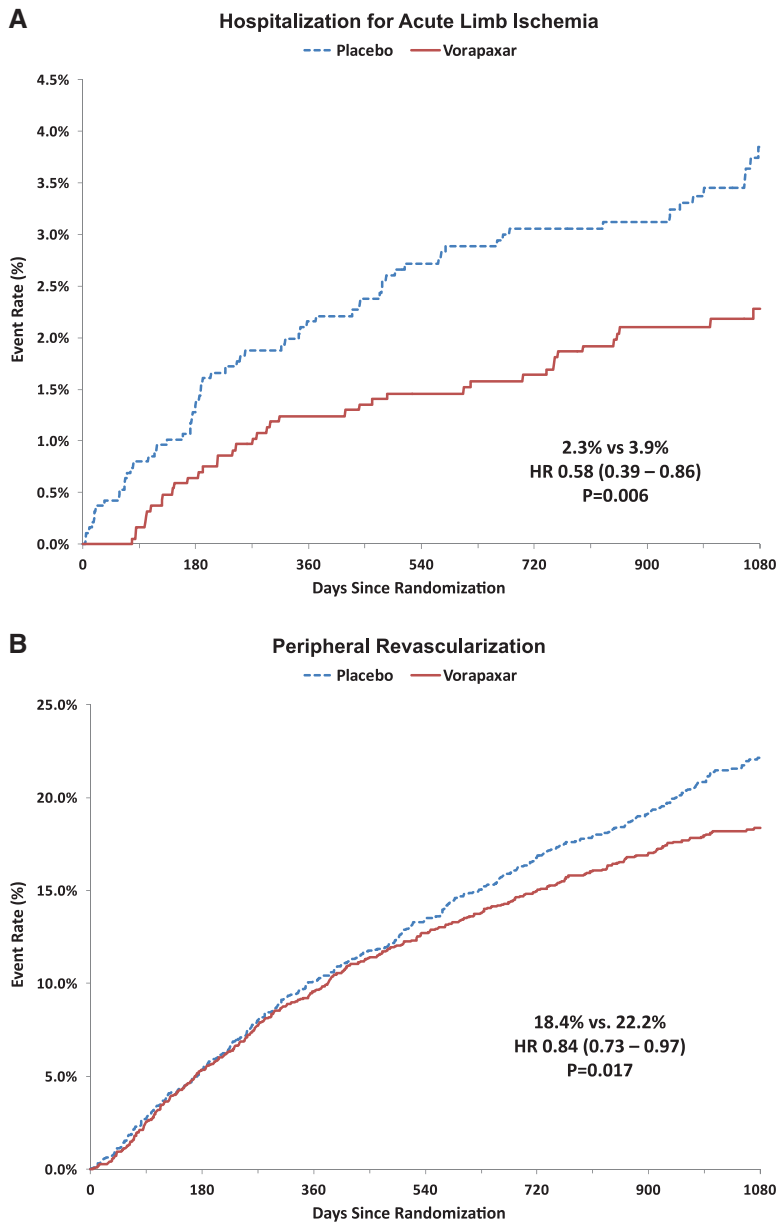 A
Hospitalization for Acute Limb Ischemia
Placebo Vorapaxar
4.5%
4.0%
3.5%
3.0%
2.5%
2.0%
1.5%
1.0%
0.5%
0.0%
Event Rate (%)
2.3% vs 3.9%
HR 0.58 (0.39 – 0.86)
P=0.006
0 180 360 540 720 900 1080
Days Since Randomization
B
Peripheral Revascularization
Placebo Vorapaxar
25.0%
20.0%
15.0%
10.0%
5.0%
0.0%
Event Rate (%)
18.4% vs. 22.2%
HR 0.84 (0.73 – 0.97)
P=0.017
0 180 360 540 720 900 1080
Days Since Randomization